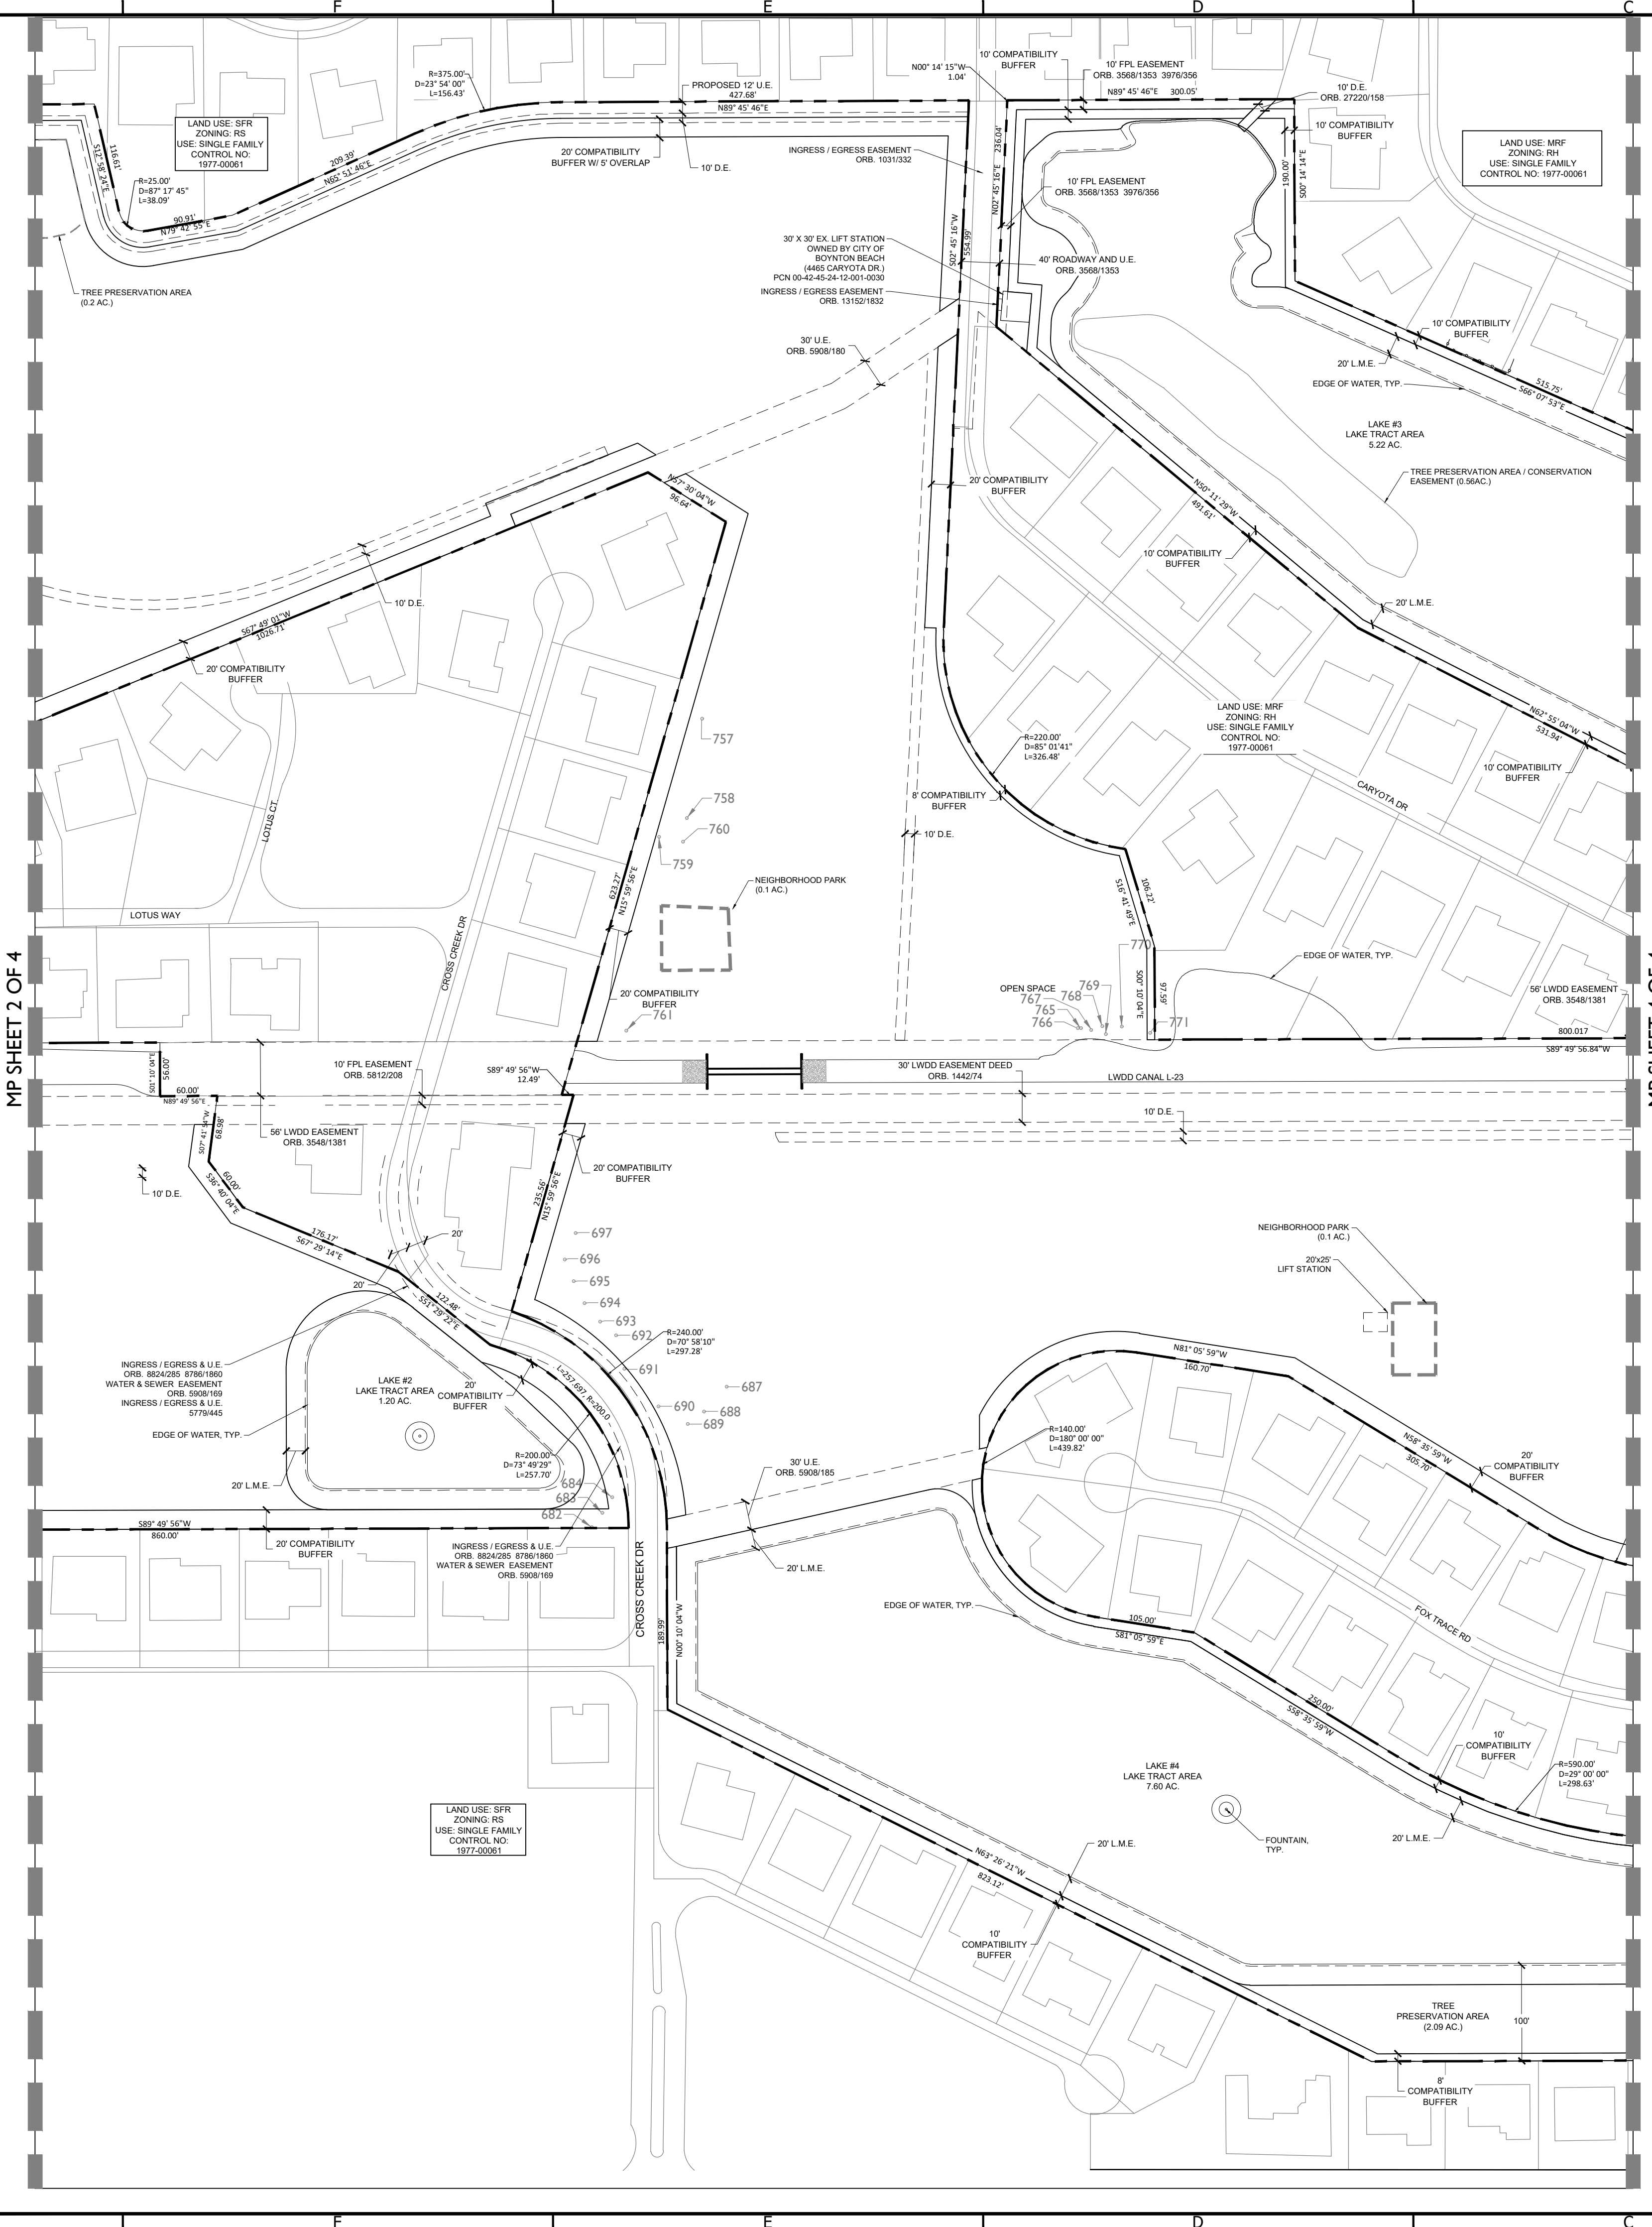 F
E
D
C
R=375.00'
D=23° 54' 00"
L=156.43'
PROPOSED 12' U.E.
427.68'
N89° 45' 46"E
N00° 14' 15"W
1.04'
10' COMPATIBILITY
BUFFER
10' FPL EASEMENT
ORB. 3568/1353 3976/356
N89° 45' 46"E 300.05'
10' D.E.
ORB. 27220/158
LAND USE: SFR
ZONING: RS
USE: SINGLE FAMILY
CONTROL NO:
1977-00061
116.61'
S12° 58' 24"E
R=25.00'
D=87° 17' 45"
L=38.09'
209.39'
N65° 51' 46"E
90.91'
N79° 42' 55"E
20' COMPATIBILITY
BUFFER W/ 5' OVERLAP
10' D.E.
INGRESS / EGRESS EASEMENT
ORB. 1031/332
236.04'
N02° 45' 16"E
10' FPL EASEMENT
ORB. 3568/1353 3976/356
10' COMPATIBILITY
BUFFER
190.00'
S00° 14' 14"E
LAND USE: MRF
ZONING: RH
USE: SINGLE FAMILY
CONTROL NO: 1977-00061
TREE PRESERVATION AREA
(0.2 AC.)
30' X 30' EX. LIFT STATION
OWNED BY CITY OF
BOYNTON BEACH
(4465 CARYOTA DR.)
PCN 00-42-45-24-12-001-0030
INGRESS / EGRESS EASEMENT
ORB. 13152/1832
S02° 45' 16"W
554.99'
40' ROADWAY AND U.E.
ORB. 3568/1353
30' U.E.
ORB. 5908/180
10' COMPATIBILITY
BUFFER
20' L.M.E.
EDGE OF WATER, TYP.
515.75'
S66° 07' 53"E
LAKE #3
LAKE TRACT AREA
5.22 AC.
TREE PRESERVATION AREA / CONSERVATION
EASEMENT (0.56AC.)
N57° 30' 04"W
96.64'
20' COMPATIBILITY
BUFFER
N50° 11' 29"W
491.61'
10' COMPATIBILITY
BUFFER
10' D.E.
20' L.M.E.
S67° 49' 01"W
1026.71'
20' COMPATIBILITY
BUFFER
LAND USE: MRF
ZONING: RH
USE: SINGLE FAMILY
CONTROL NO:
1977-00061
N62° 55' 04"W
531.94'
757
R=220.00'
D=85° 01'41"
L=326.48'
10' COMPATIBILITY
BUFFER
758
8' COMPATIBILITY
BUFFER
CARYOTA DR
LOTUS CT.
760
10' D.E.
759
623.27'
N15° 59' 56"E
NEIGHBORHOOD PARK
(0.1 AC.)
106.22'
S16° 41' 49"E
LOTUS WAY
CROSS CREEK DR
770
EDGE OF WATER, TYP.
MP SHEET 2 OF 4
20' COMPATIBILITY
BUFFER
761
OPEN SPACE
769
767
768
765
766
771
S00° 10' 04"E
97.59'
56' LWDD EASEMENT
ORB. 3548/1381
800.017
S89° 49' 56.84"W
S01° 10' 04"E
56.00'
60.00'
N89° 49' 56"E
10' FPL EASEMENT
ORB. 5812/208
S89° 49' 56"W
12.49'
30' LWDD EASEMENT DEED
ORB. 1442/74
LWDD CANAL L-23
10' D.E.
S07° 41' 54"W
68.98'
56' LWDD EASEMENT
ORB. 3548/1381
20' COMPATIBILITY
BUFFER
10' D.E.
60.00'
S36° 40' 04"E
235.56'
N15° 59' 56"E
176.17'
S67° 29' 14"E
20'
20'
697
696
695
694
693
692
691
NEIGHBORHOOD PARK
(0.1 AC.)
20'x25'
LIFT STATION
122.48'
S51° 29' 22"E
R=240.00'
D=70° 58'10"
L=297.28'
INGRESS / EGRESS & U.E.
ORB. 8824/285 8786/1860
WATER & SEWER EASEMENT
ORB. 5908/169
INGRESS / EGRESS & U.E.
5779/445
EDGE OF WATER, TYP.
LAKE #2
LAKE TRACT AREA
1.20 AC.
20'
COMPATIBILITY
BUFFER
L=257.697, R=200.0
687
690
688
689
N81° 05' 59"W
160.70'
R=140.00'
D=180° 00' 00"
L=439.82'
N58° 35' 59"W
305.70'
20'
COMPATIBILITY
BUFFER
R=200.00'
D=73° 49'29"
L=257.70'
30' U.E.
ORB. 5908/185
20' L.M.E.
684
683
682
S89° 49' 56"W
860.00'
20' COMPATIBILITY
BUFFER
INGRESS / EGRESS & U.E.
ORB. 8824/285 8786/1860
WATER & SEWER EASEMENT
ORB. 5908/169
CROSS CREEK DR
20' L.M.E.
189.99'
N00° 10' 04"W
EDGE OF WATER, TYP.
105.00'
S81° 05' 59"E
FOX TRACE RD
250.00'
S58° 35' 59"W
10'
COMPATIBILITY
BUFFER
R=590.00'
D=29° 00' 00"
L=298.63'
LAKE #4
LAKE TRACT AREA
7.60 AC.
LAND USE: SFR
ZONING: RS
USE: SINGLE FAMILY
CONTROL NO:
1977-00061
FOUNTAIN,
TYP.
20' L.M.E.
20' L.M.E.
N63° 26' 21"W
823.12'
10'
COMPATIBILITY
BUFFER
TREE
PRESERVATION AREA
(2.09 AC.)
100'
8'
COMPATIBILITY
BUFFER
F
E
D
C